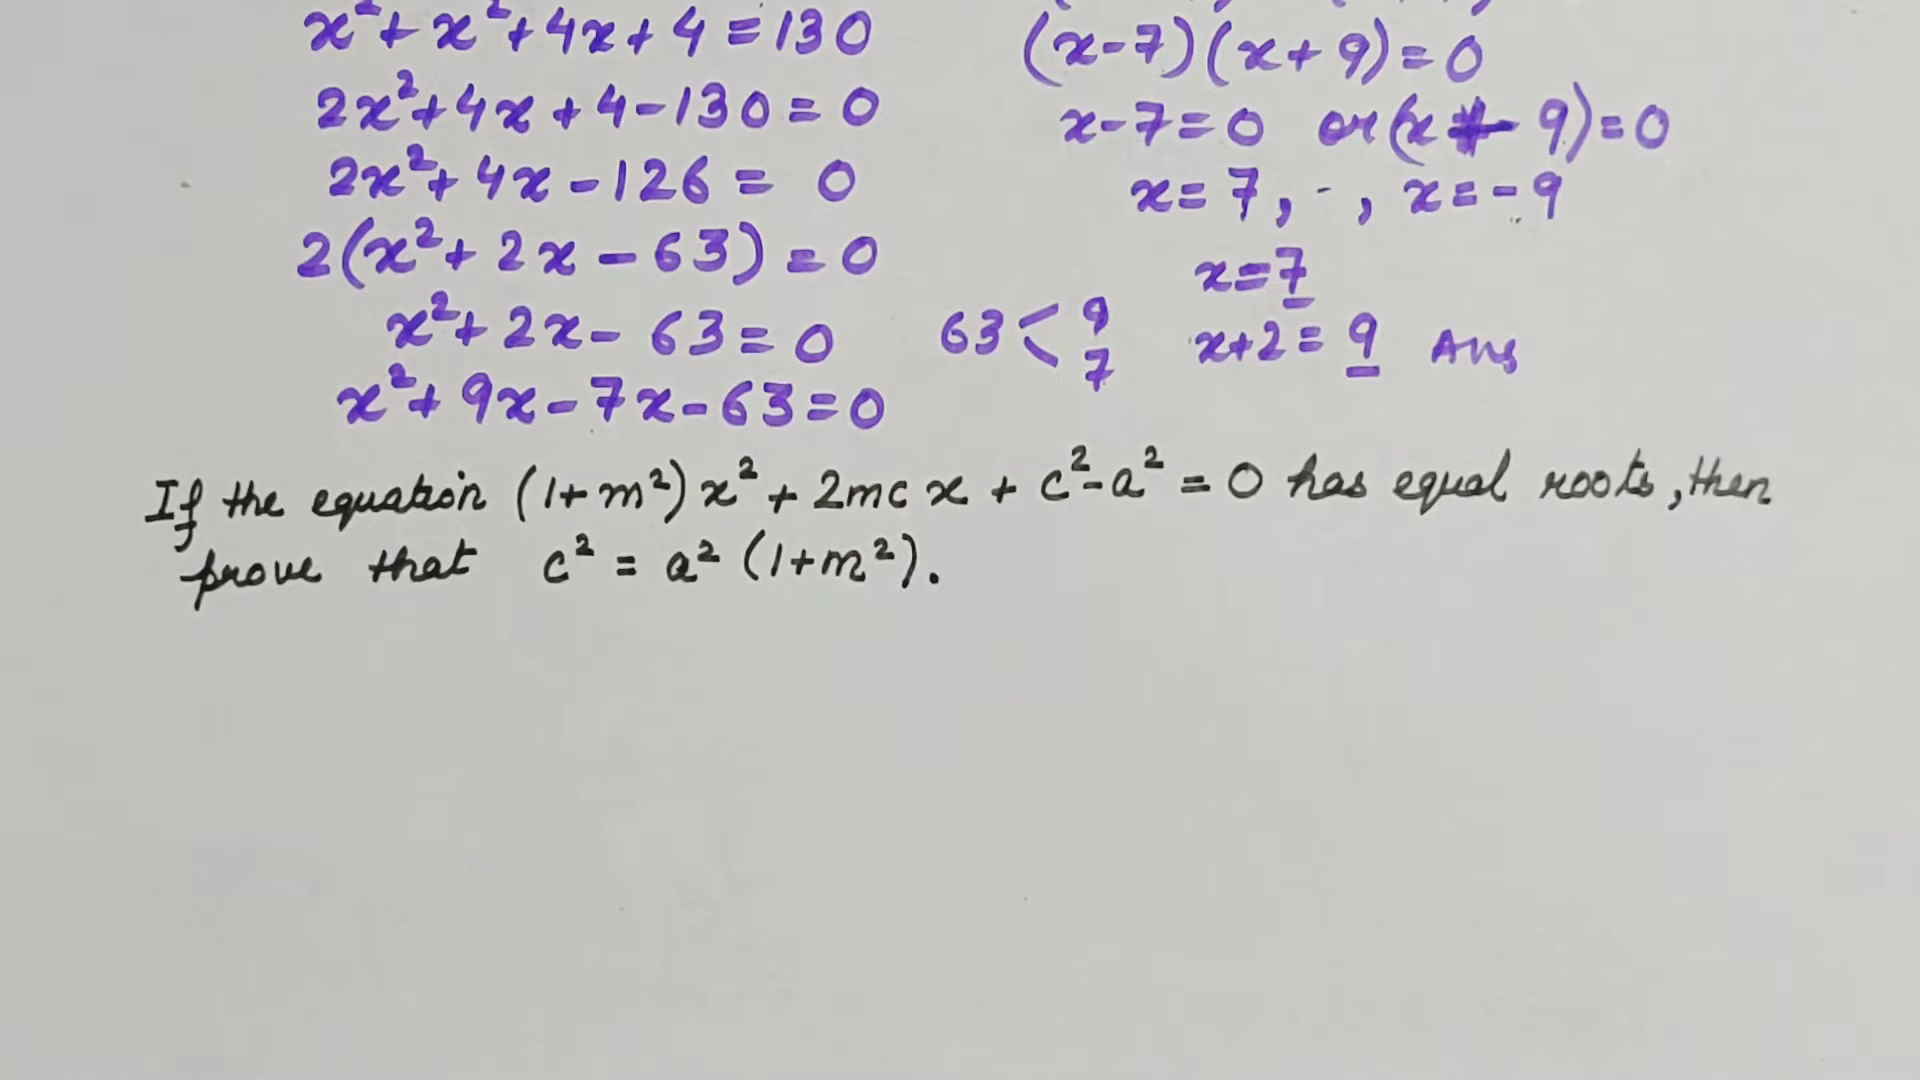 x²+x²+4x+4=130
2x²+4x+4-130=0
2x²+4x-126=0
2(x²+2x-63)=0
x²+2x-63=0
63<9 7
x²+9x-7x-63=0
(x-7)(x+9)=0
x-7=0 or (x 9)=0
x=7, , x=-9
x=7
x+2=9 Ans
If the equation (1+m²)x²+2mcx+c²-a²=0 has equal roots, then
prove that c²=a²(1+m²).